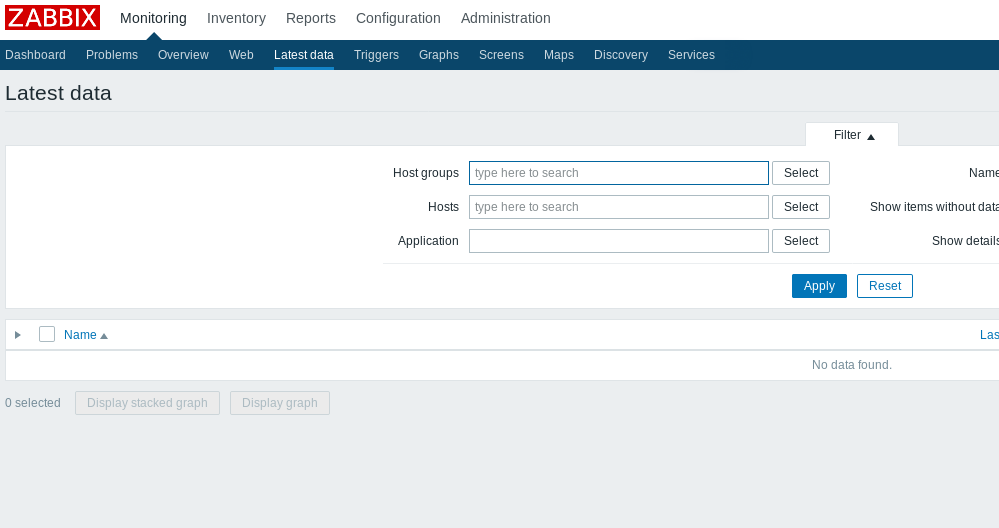 ZABBIX Monitoring Inventory Reports Configuration Administration
Dashboard Problems Overview Web Latest data Triggers Graphs Screens Maps Discovery Services
Latest data
Filter
Host groups type here to search Select Name
Hosts type here to search Select Show items without data
Application Select Show details
Apply Reset
Name Las
No data found.
0 selected Display stacked graph Display graph